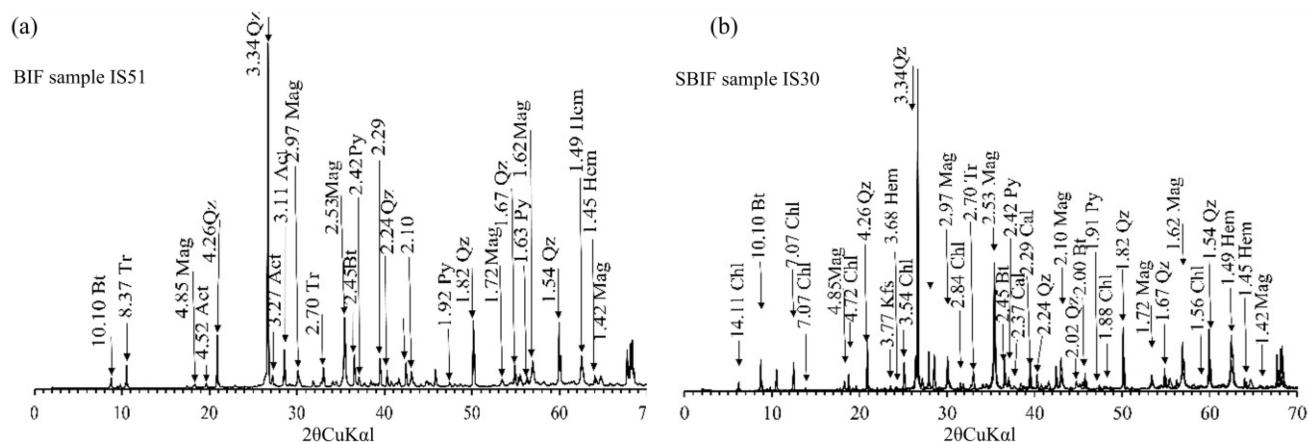 (a)
BIF sample IS51
10.10 Bt
8.37 Tr
4.85 Mag
4.52 Act
4.26Qz
3.34Qz
3.27 Act
3.11 Act
2.97 Mag
2.70 Tr
2.53Mag
2.45Bt
2.42Py
2.29
2.24Qz
2.10
1.92 Py
1.82 Qz
1.72Mag
1.67 Qz
1.63 Py
1.62Mag
1.54 Qz
1.49 Hem
1.45 Hem
1.42 Mag
0
10
20
30
40
50
60
7
2θCuKαl
(b)
SBIF sample IS30
14.11 Chl
10.10 Bt
7.07 Chl
7.07 Chl
4.85Mag
4.72 Chl
4.26 Qz
3.77 Kfs
3.68 Hem
3.54 Chl
3.34Qz
2.97 Mag
2.84 Chl
2.70 Tr
2.53 Mag
2.45 Bt
2.42 Py
2.37 Cal
2.29 Cal
2.24 Qz
2.10 Mag
2.02 Qz
2.00 Bt
1.91 Py
1.88 Chl
1.82 Qz
1.72 Mag
1.67 Qz
1.62 Mag
1.56 Chl
1.54 Qz
1.49 Hem
1.45 Hem
1.42 Mag
0
10
20
30
40
50
60
70
2θCuKαl